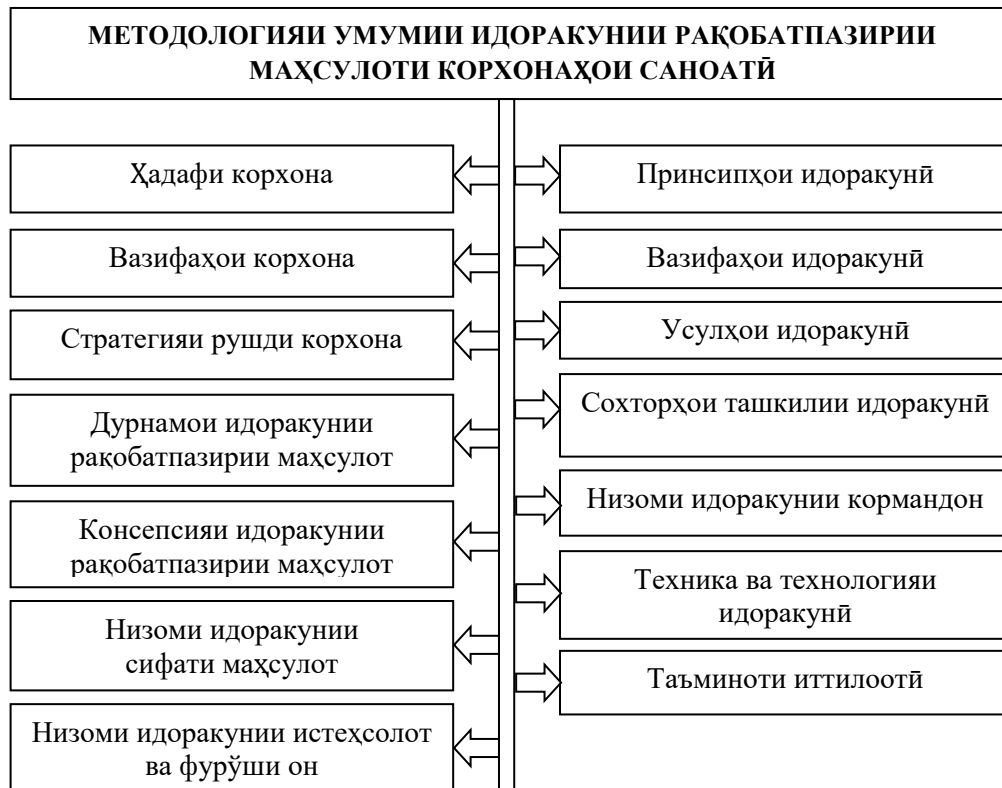 МЕТОДОЛОГИЯИ УМУМИИ ИДОРАКУНИИ РАҚОБАТПАЗИРИИ
МАҲСУЛОТИ КОРХОНАҲОИ САНОАТӢ
Ҳадафи корхона
Вазифаҳои корхона
Стратегияи рушди корхона
Дурнамои идоракунии
рақобатпазирии маҳсулот
Консепсияи идоракунии
рақобатпазирии маҳсулот
Низоми идоракунии
сифати маҳсулот
Низоми идоракунии истеҳсолот
ва фурӯши он
Принсипҳои идоракунӣ
Вазифаҳои идоракунӣ
Усулҳои идоракунӣ
Сохторҳои ташкилии идоракунӣ
Низоми идоракунии кормандон
Техника ва технологияи
идоракунӣ
Таъминоти иттилоотӣ